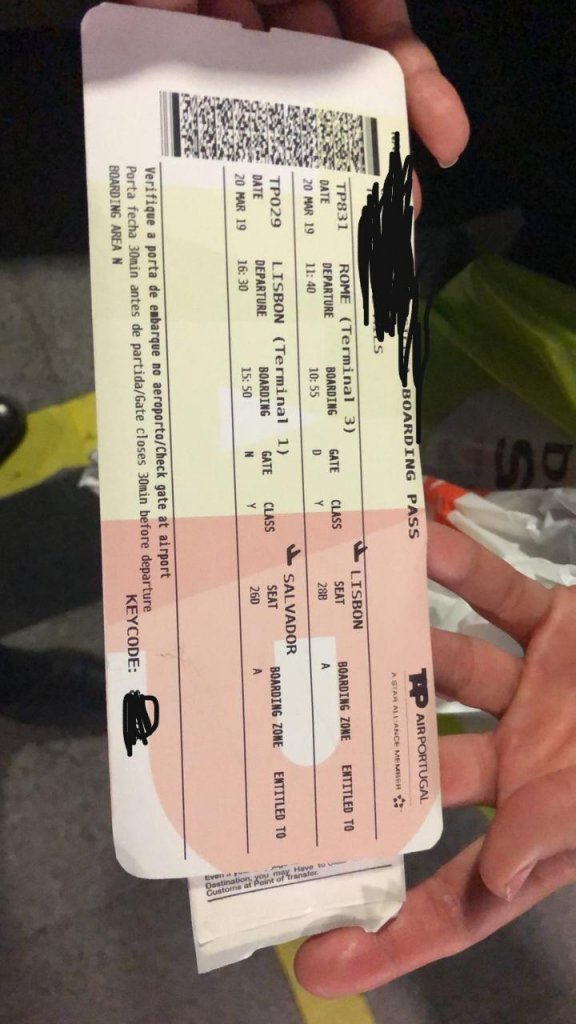 BOARDING PASS
TAP AIR PORTUGAL
A STAR ALLIANCE MEMBER
TP831 ROME (Terminal 3) LISBON
DATE DEPARTURE BOARDING GATE CLASS SEAT BOARDING ZONE ENTITLED TO
20 MAR 19 11:40 10:55 D Y 28B A
TP029 LISBON (Terminal 1) SALVADOR
DATE DEPARTURE BOARDING GATE CLASS SEAT BOARDING ZONE ENTITLED TO
20 MAR 19 16:30 15:50 N Y 26D A
Verifique a porta de embarque no aeroporto/Check gate at airport
Porta fecha 30min antes de partida/Gate closes 30min before departure
BOARDING AREA N
KEYCODE:
Destination, you may Have to
Customs at Point of Transfer.